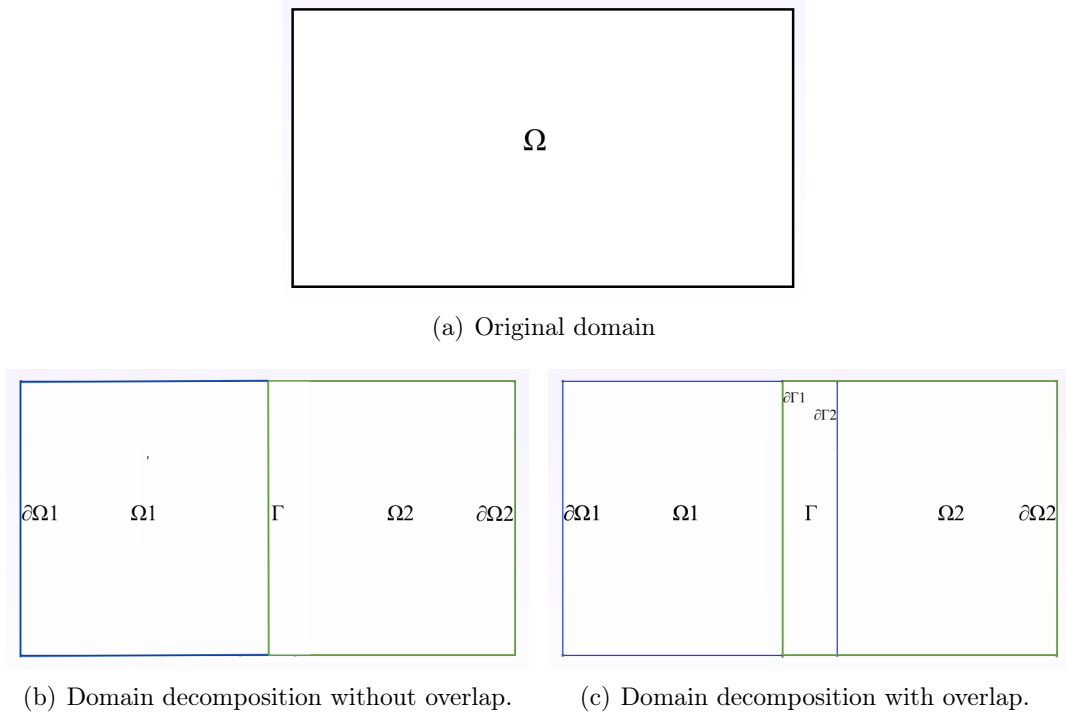 Ω
(a) Original domain
∂Ω1 Ω1 Γ Ω2 ∂Ω2
(b) Domain decomposition without overlap.
∂Γ1
∂Γ2
∂Ω1 Ω1 Γ Ω2 ∂Ω2
(c) Domain decomposition with overlap.